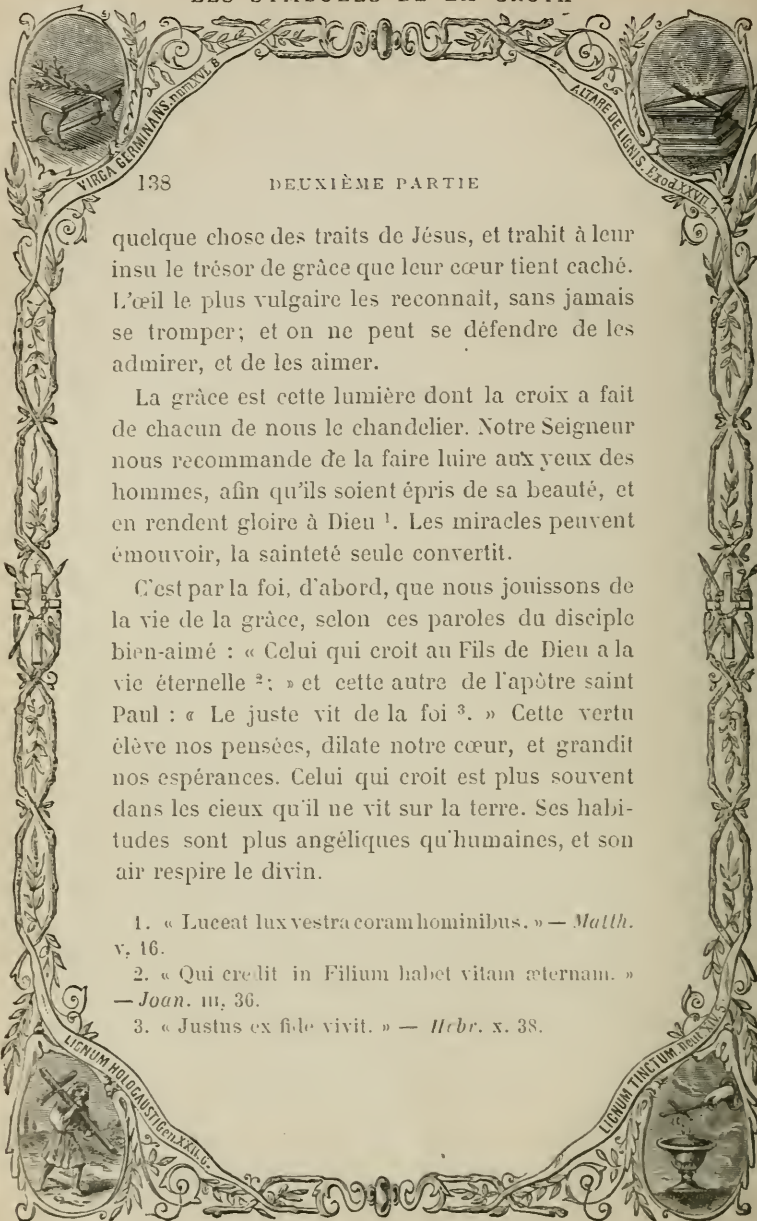 138 DEUXIÈME PARTIE
quelque chose des traits de Jésus, et trahit à leur
insu le trésor de grâce que leur cœur tient caché.
L'œil le plus vulgaire les reconnaît, sans jamais
se tromper; et on ne peut se défendre de les
admirer, et de les aimer.
La grâce est cette lumière dont la croix a fait
de chacun de nous le chandelier. Notre Seigneur
nous recommande de la faire luire aux yeux des
hommes, afin qu'ils soient épris de sa beauté, et
en rendent gloire à Dieu ¹. Les miracles peuvent
émouvoir, la sainteté seule convertit.
C'est par la foi, d'abord, que nous jouissons de
la vie de la grâce, selon ces paroles du disciple
bien-aimé : « Celui qui croit au Fils de Dieu a la
vie éternelle ²; » et cette autre de l'apôtre saint
Paul : « Le juste vit de la foi ³. » Cette vertu
élève nos pensées, dilate notre cœur, et grandit
nos espérances. Celui qui croit est plus souvent
dans les cieux qu'il ne vit sur la terre. Ses habi-
tudes sont plus angéliques qu'humaines, et son
air respire le divin.
1. « Luceat lux vestra coram hominibus. » — Matth.
v. 16.
2. « Qui credit in Filium habet vitam æternam. »
— Joan. III, 36.
3. « Justus ex fide vivit. » — Hebr. x. 38.
VIRGA GERMINANS. num XVI. 8
ALTARE DE LIGNIS. Exod XXVII.
LIGNUM HOLOCAUSTI Gen. XXII. 6.
LIGNUM TINCTUM.